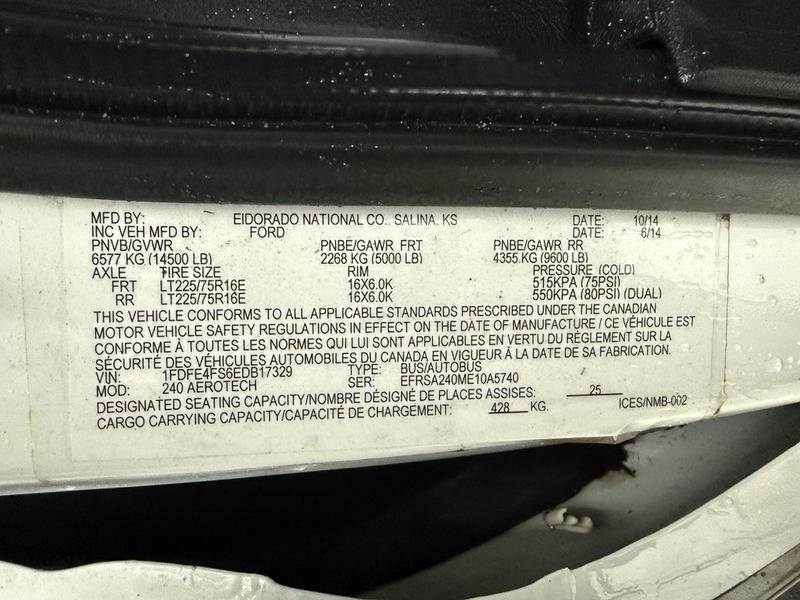 MFD BY: EIDORADO NATIONAL CO., SALINA, KS DATE: 10/14
INC VEH MFD BY: FORD DATE: 6/14
PNVB/GVWR PNBE/GAWR FRT PNBE/GAWR RR
6577 KG (14500 LB) 2268 KG (5000 LB) 4355 KG (9600 LB)
AXLE TIRE SIZE RIM PRESSURE (COLD)
FRT LT225/75R16E 16X6.0K 515KPA (75PSI)
RR LT225/75R16E 16X6.0K 550KPA (80PSI) (DUAL)
THIS VEHICLE CONFORMS TO ALL APPLICABLE STANDARDS PRESCRIBED UNDER THE CANADIAN
MOTOR VEHICLE SAFETY REGULATIONS IN EFFECT ON THE DATE OF MANUFACTURE / CE VÉHICULE EST
CONFORME À TOUTES LES NORMES QUI LUI SONT APPLICABLES EN VERTU DU RÉGLEMENT SUR LA
SÉCURITÉ DES VÉHICULES AUTOMOBILES DU CANADA EN VIGUEUR À LA DATE DE SA FABRICATION.
VIN: 1FDFE4FS6EDB17329 TYPE: BUS/AUTOBUS
MOD: 240 AEROTECH SER: EFRSA240ME10A5740
DESIGNATED SEATING CAPACITY/NOMBRE DÉSIGNÉ DE PLACES ASSISES: 25
CARGO CARRYING CAPACITY/CAPACITÉ DE CHARGEMENT: 428 KG. ICES/NMB-002